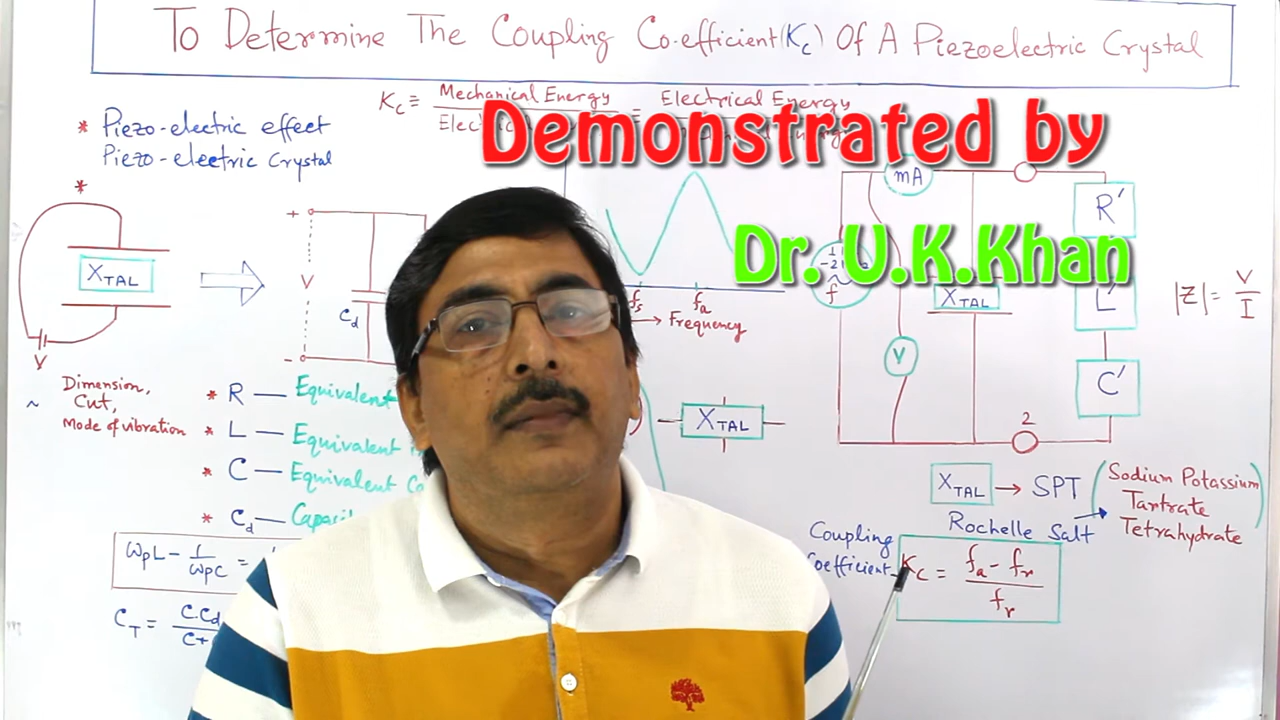 To Determine The Coupling Co-efficient (Kc) Of A Piezoelectric Crystal
Kc ≡ Mechanical Energy = Electrical Energy
Demonstrated by
Dr. U.K.Khan
* Piezo-electric effect
Piezo-electric Crystal
*
XTAL
V
~
Dimension,
Cut,
Mode of vibration
+
V
-
Cd
* R — Equivalent
* L — Equivalent
* C — Equivalent
* Cd —
ωpL - 1/ωpC =
CT = C.Cd
fs fa
→ Frequency
XTAL
mA
f
V
XTAL
R'
L'
C'
2
|Z| = V/I
XTAL → SPT (Sodium Potassium
Tartrate
Tetrahydrate)
Rochelle Salt
Coupling
Coefficient
Kc = fa - fr / fr